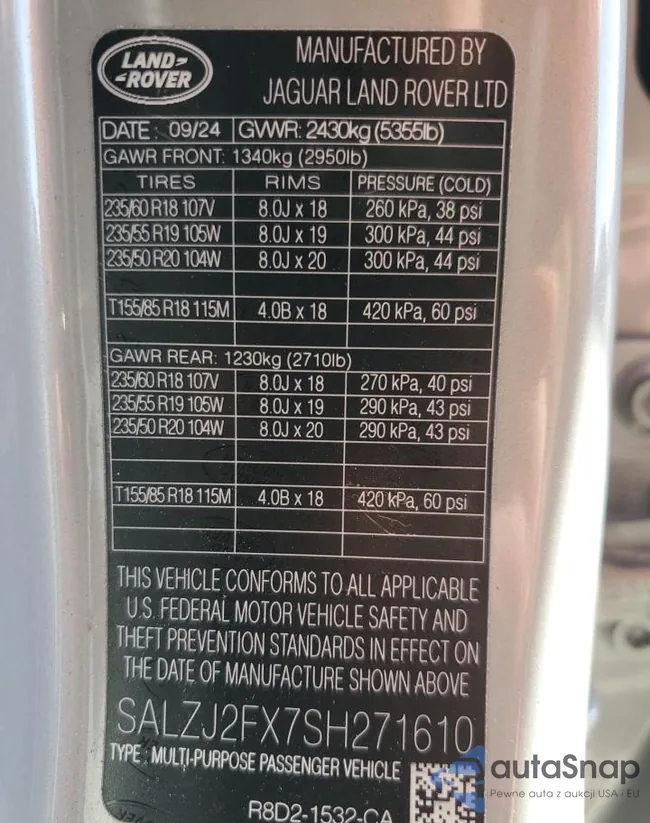 LAND-
-ROVER
MANUFACTURED BY
JAGUAR LAND ROVER LTD
DATE : 09/24 GVWR: 2430kg (5355lb)
GAWR FRONT: 1340kg (2950lb)
TIRES RIMS PRESSURE (COLD)
235/60 R18 107V 8.0J x 18 260 kPa, 38 psi
235/55 R19 105W 8.0J x 19 300 kPa, 44 psi
235/50 R20 104W 8.0J x 20 300 kPa, 44 psi
T155/85 R18 115M 4.0B x 18 420 kPa, 60 psi
GAWR REAR: 1230kg (2710lb)
235/60 R18 107V 8.0J x 18 270 kPa, 40 psi
235/55 R19 105W 8.0J x 19 290 kPa, 43 psi
235/50 R20 104W 8.0J x 20 290 kPa, 43 psi
T155/85 R18 115M 4.0B x 18 420 kPa, 60 psi
THIS VEHICLE CONFORMS TO ALL APPLICABLE
U.S. FEDERAL MOTOR VEHICLE SAFETY AND
THEFT PREVENTION STANDARDS IN EFFECT ON
THE DATE OF MANUFACTURE SHOWN ABOVE
SALZJ2FX7SH271610
TYPE : MULTI-PURPOSE PASSENGER VEHICLE
autaSnap
Pewne auta z aukcji USA i EU
R8D2-1532-CA